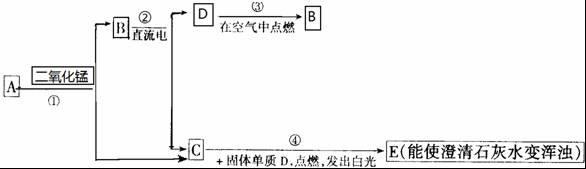 A 二氧化锰 ① B ② 直流电 D ③ 在空气中点燃 B
C ④ +固体单质D,点燃,发出白光 E(能使澄清石灰水变浑浊)